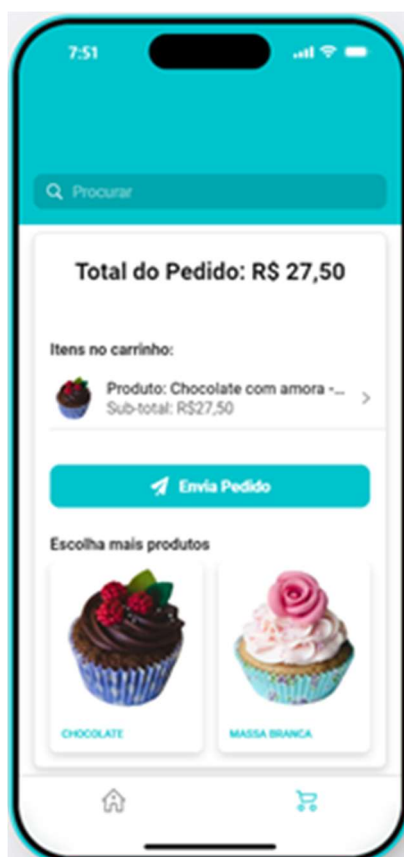 7:51
Procurar
Total do Pedido: R$ 27,50
Itens no carrinho:
Produto: Chocolate com amora -...
Sub-total: R$27,50
Envia Pedido
Escolha mais produtos
CHOCOLATE
MASSA BRANCA